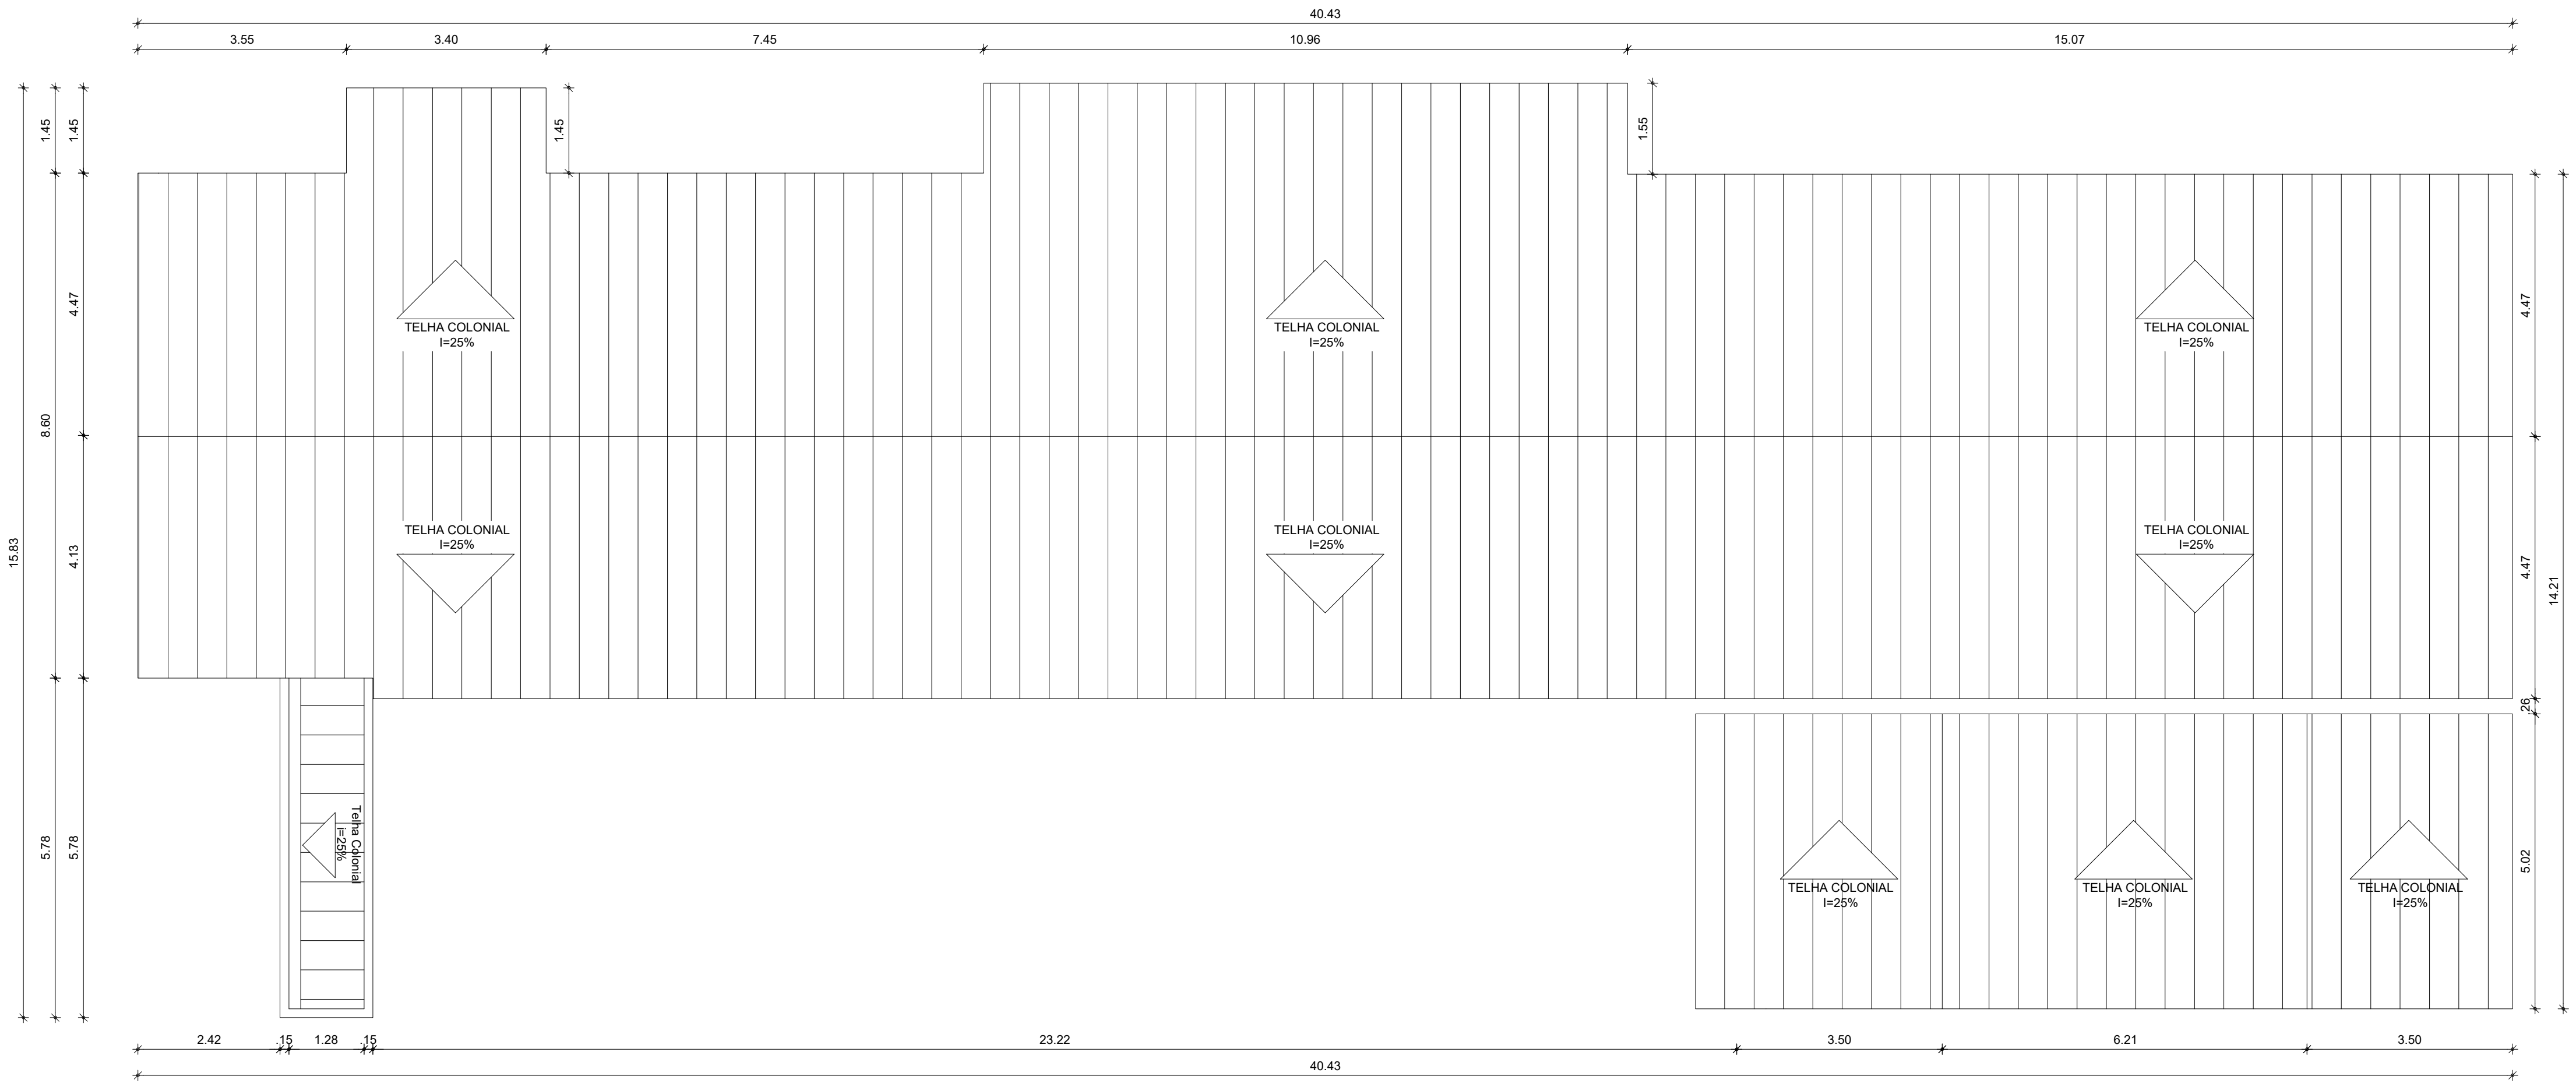 40.43
3.55
3.40
7.45
10.96
15.07
1.45
1.45
1.45
1.55
4.47
4.47
TELHA COLONIAL
I=25%
TELHA COLONIAL
I=25%
TELHA COLONIAL
I=25%
8.60
15.83
4.13
4.47
14.21
TELHA COLONIAL
I=25%
TELHA COLONIAL
I=25%
TELHA COLONIAL
I=25%
26
5.78
5.78
Telha Colonial
i=25%
TELHA COLONIAL
I=25%
TELHA COLONIAL
I=25%
TELHA COLONIAL
I=25%
5.02
2.42
.15
1.28
.15
23.22
3.50
6.21
3.50
40.43